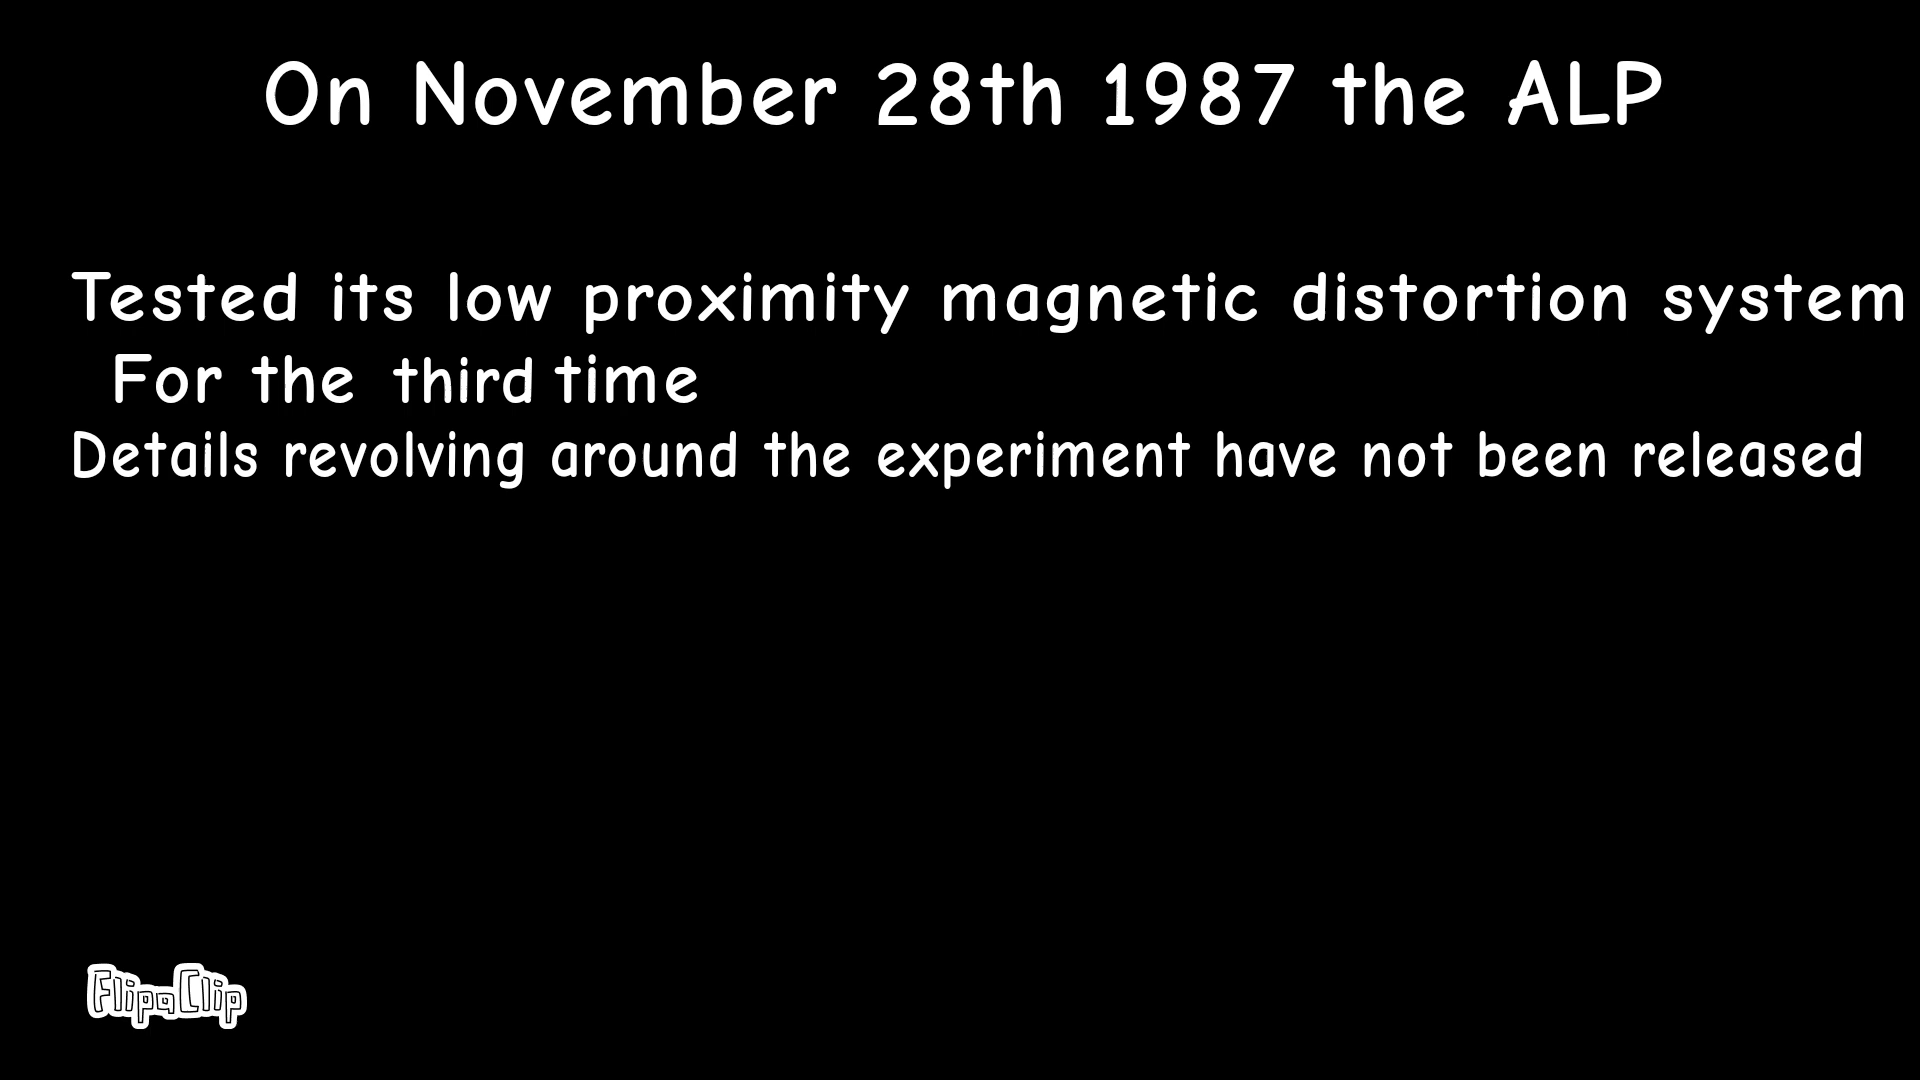 On November 28th 1987 the ALP
Tested its low proximity magnetic distortion system
For the third time
Details revolving around the experiment have not been released
FlipaClip